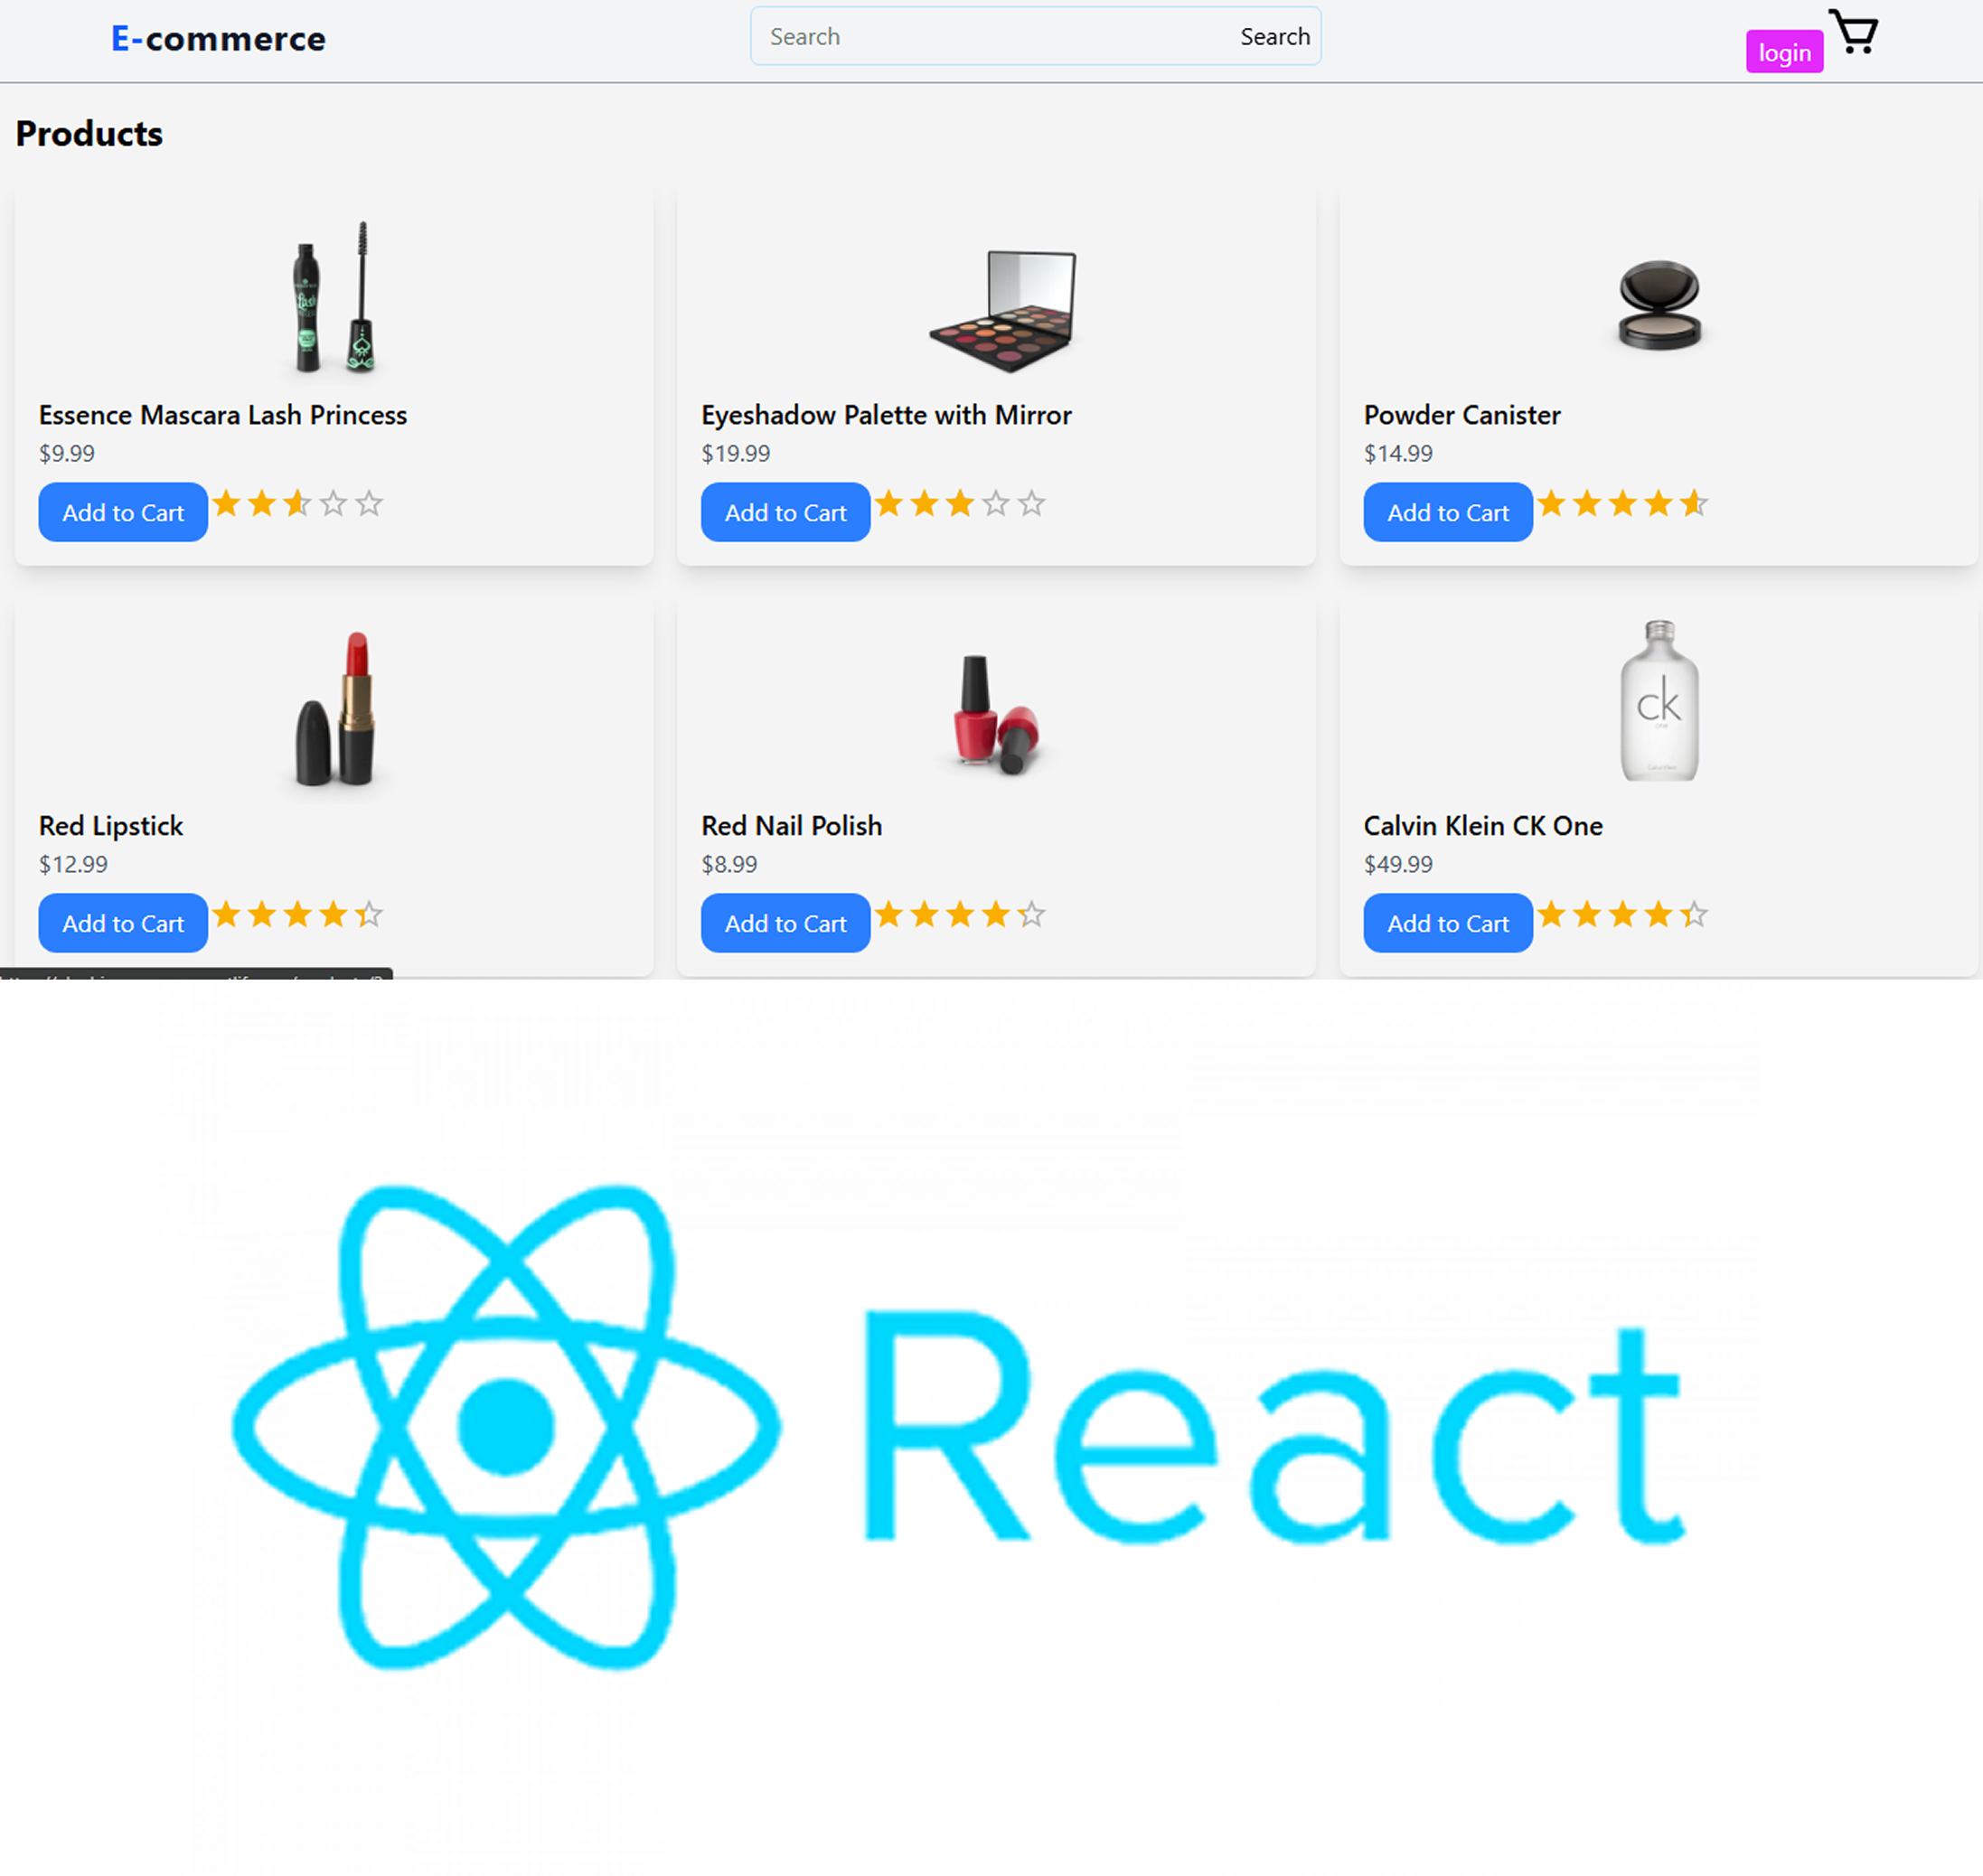 E-commerce
Search Search
login
Products
Essence Mascara Lash Princess
$9.99
Add to Cart
Eyeshadow Palette with Mirror
$19.99
Add to Cart
Powder Canister
$14.99
Add to Cart
ck
one
Red Lipstick
$12.99
Add to Cart
Red Nail Polish
$8.99
Add to Cart
Calvin Klein CK One
$49.99
Add to Cart
React